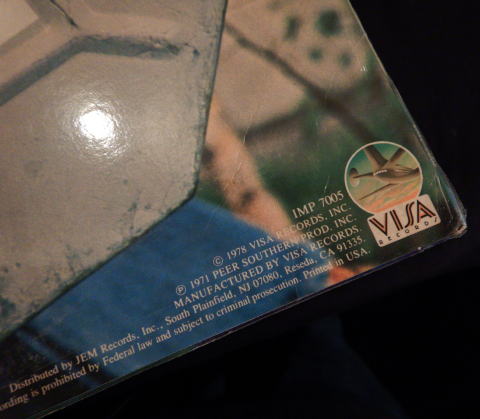 IMP 7005
© 1978 VISA RECORDS, INC.
℗ 1971 PEER SOUTHERN PROD. INC.
MANUFACTURED BY VISA RECORDS.
Distributed by JEM Records, Inc., South Plainfield, NJ 07080, Reseda, CA 91335.
ording is prohibited by Federal law and subject to criminal prosecution. Printed in USA.
VISA
RECORDS